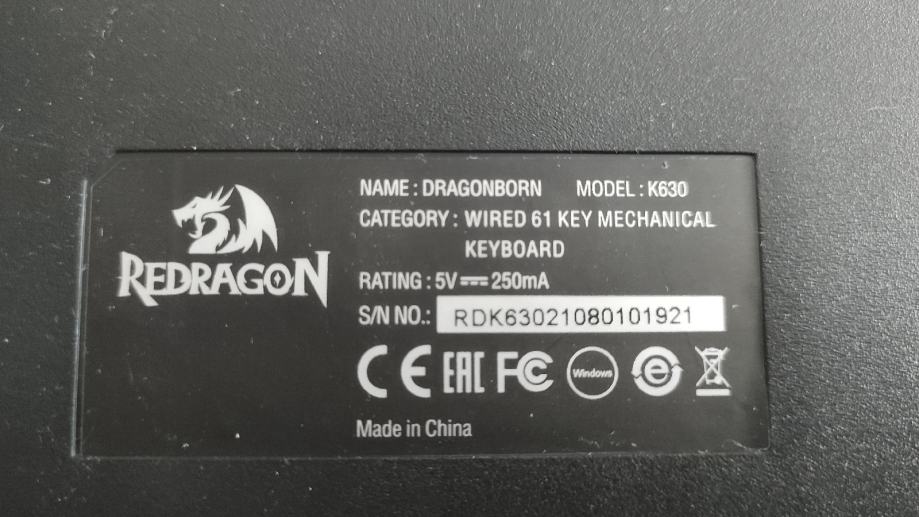 REDRAGON
NAME : DRAGONBORN MODEL : K630
CATEGORY : WIRED 61 KEY MECHANICAL
KEYBOARD
RATING : 5V⎓250mA
S/N NO.: RDK63021080101921
CE EAC FC Windows e
Made in China